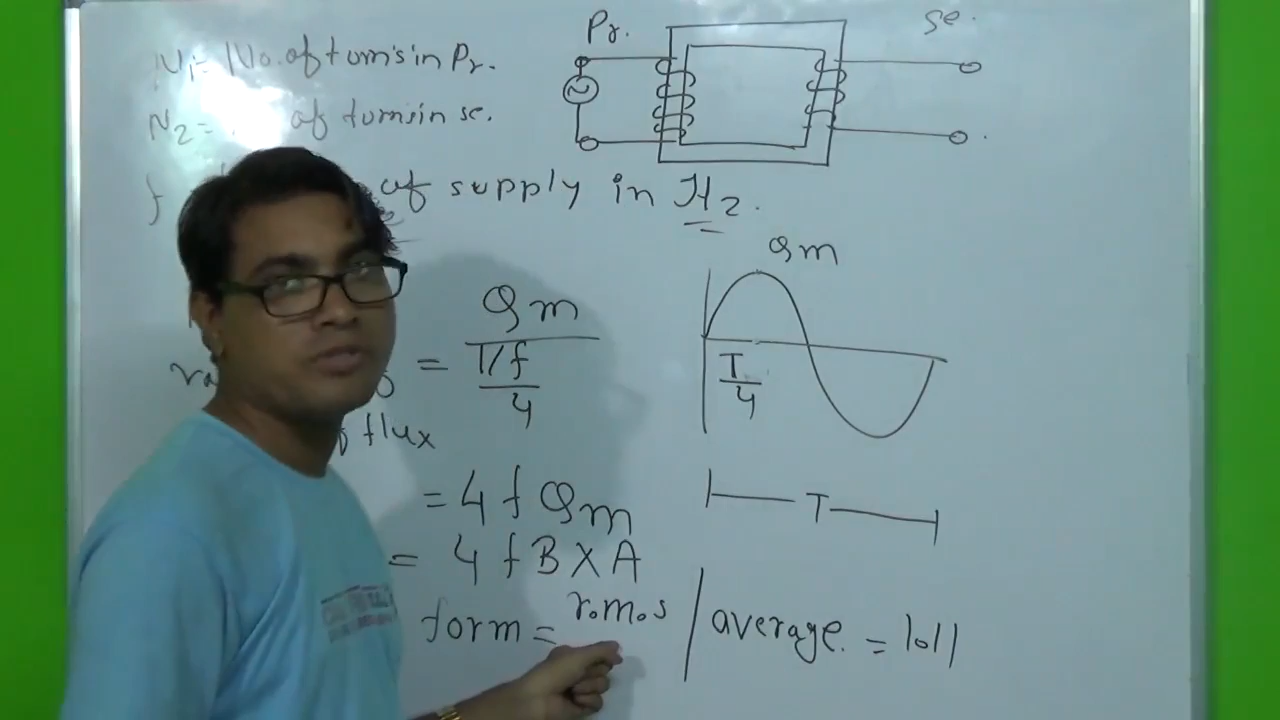 Pr.
se.
N1= No. of turns in Pr.
N2= of turns in se.
f of supply in Hz.
φm
= φm / T/f / 4
T/4
of flux
= 4 f φm
T
= 4 f B x A
form = r.m.s / average. = 1.11